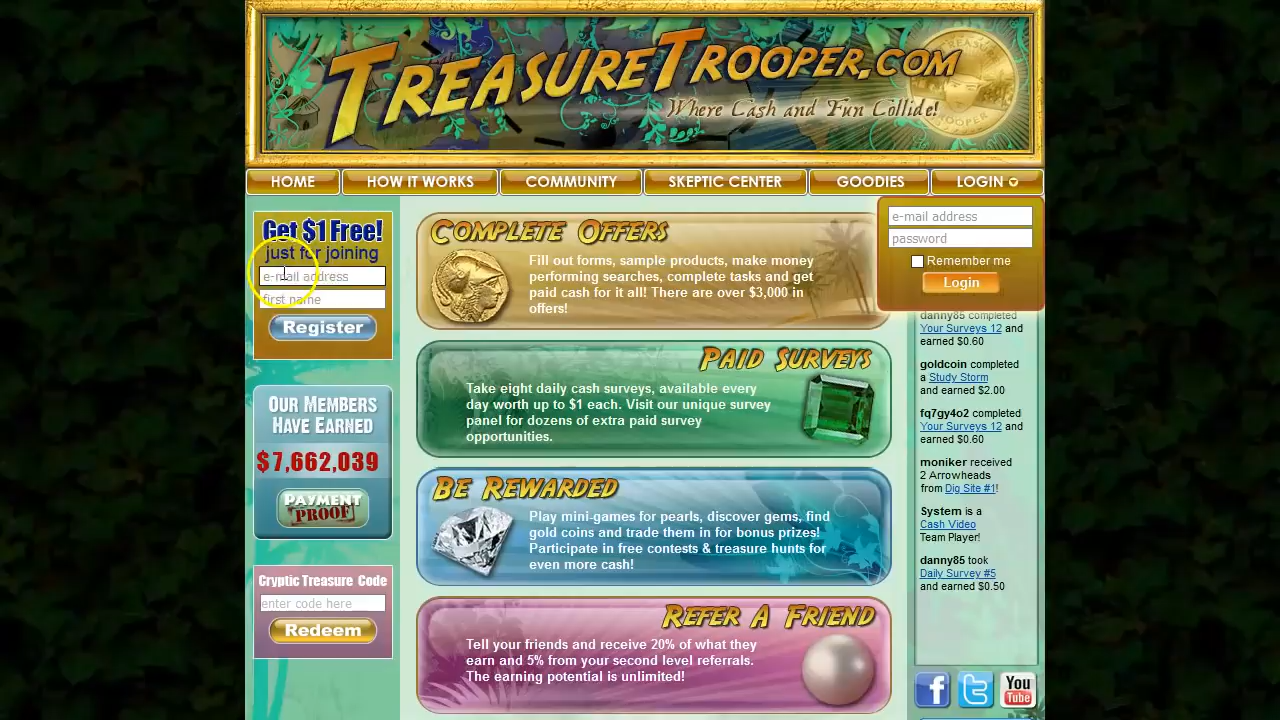 TREASURETROOPER.COM
Where Cash and Fun Collide!
TREASURE
TROOPER
HOME
HOW IT WORKS
COMMUNITY
SKEPTIC CENTER
GOODIES
LOGIN
Get $1 Free!
just for joining
e-mail address
first name
Register
OUR MEMBERS
HAVE EARNED
$7,662,039
PAYMENT
PROOF
Cryptic Treasure Code
enter code here
Redeem
COMPLETE OFFERS
Fill out forms, sample products, make money
performing searches, complete tasks and get
paid cash for it all! There are over $3,000 in
offers!
PAID SURVEYS
Take eight daily cash surveys, available every
day worth up to $1 each. Visit our unique survey
panel for dozens of extra paid survey
opportunities.
BE REWARDED
Play mini-games for pearls, discover gems, find
gold coins and trade them in for bonus prizes!
Participate in free contests & treasure hunts for
even more cash!
REFER A FRIEND
Tell your friends and receive 20% of what they
earn and 5% from your second level referrals.
The earning potential is unlimited!
e-mail address
password
Remember me
Login
danny85 completed
Your Surveys 12 and
earned $0.60
goldcoin completed
a Study Storm
and earned $2.00
fq7gy4o2 completed
Your Surveys 12 and
earned $0.60
moniker received
2 Arrowheads
from Dig Site #1!
System is a
Cash Video
Team Player!
danny85 took
Daily Survey #5
and earned $0.50
You
Tube